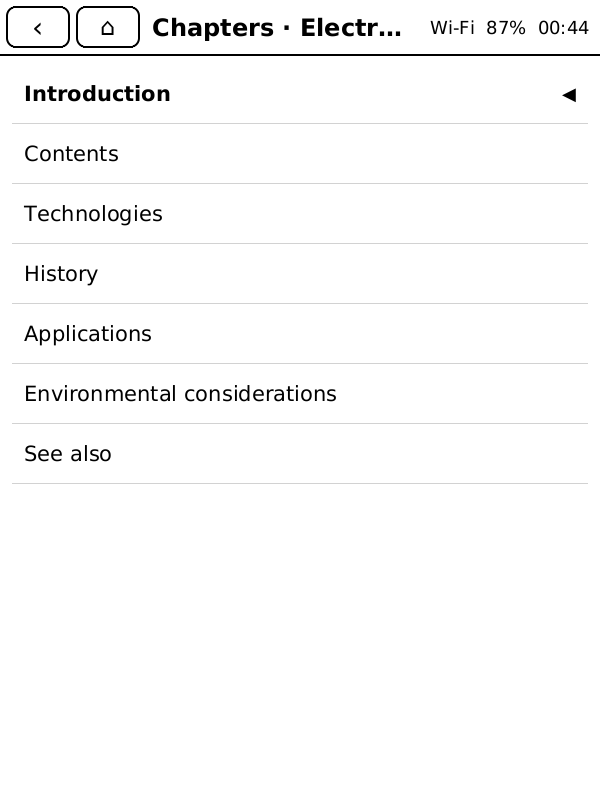 Chapters · Electr… Wi-Fi 87% 00:44
Introduction
Contents
Technologies
History
Applications
Environmental considerations
See also